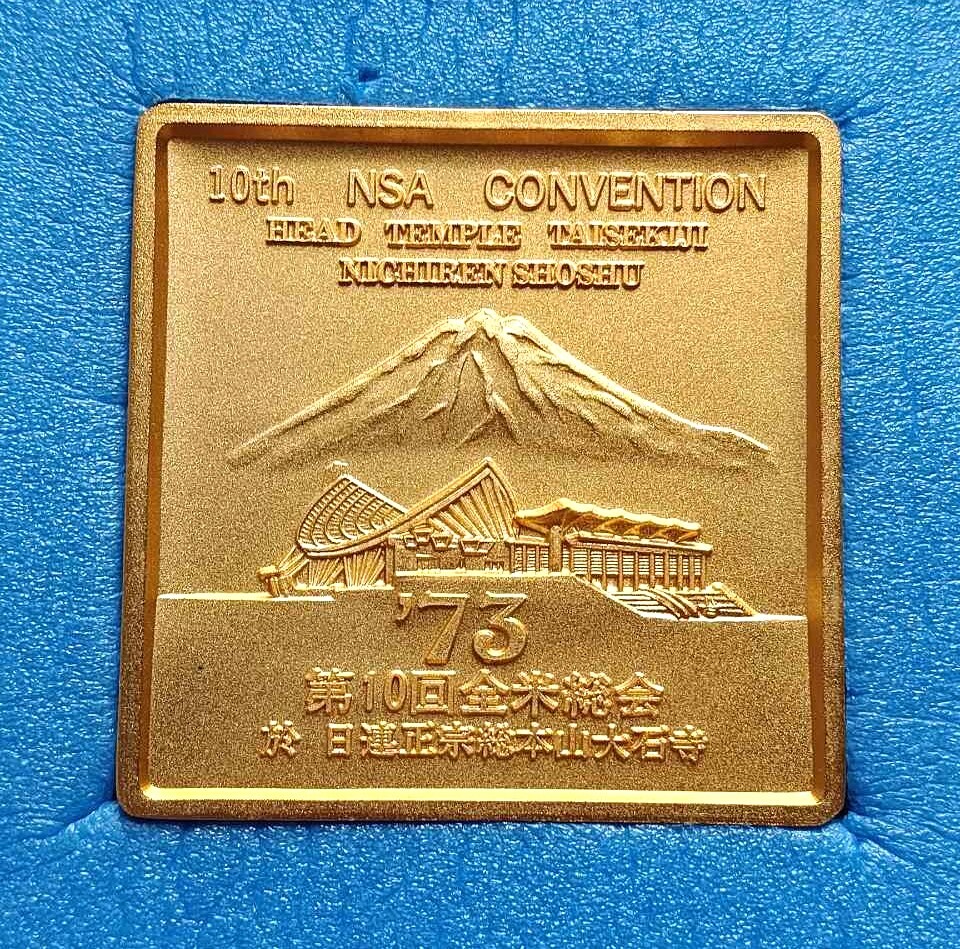 10th NSA CONVENTION
HEAD TEMPLE TAISEKIJI
NICHIREN SHOSHU
'73
第10回全米総会
於 日蓮正宗総本山大石寺